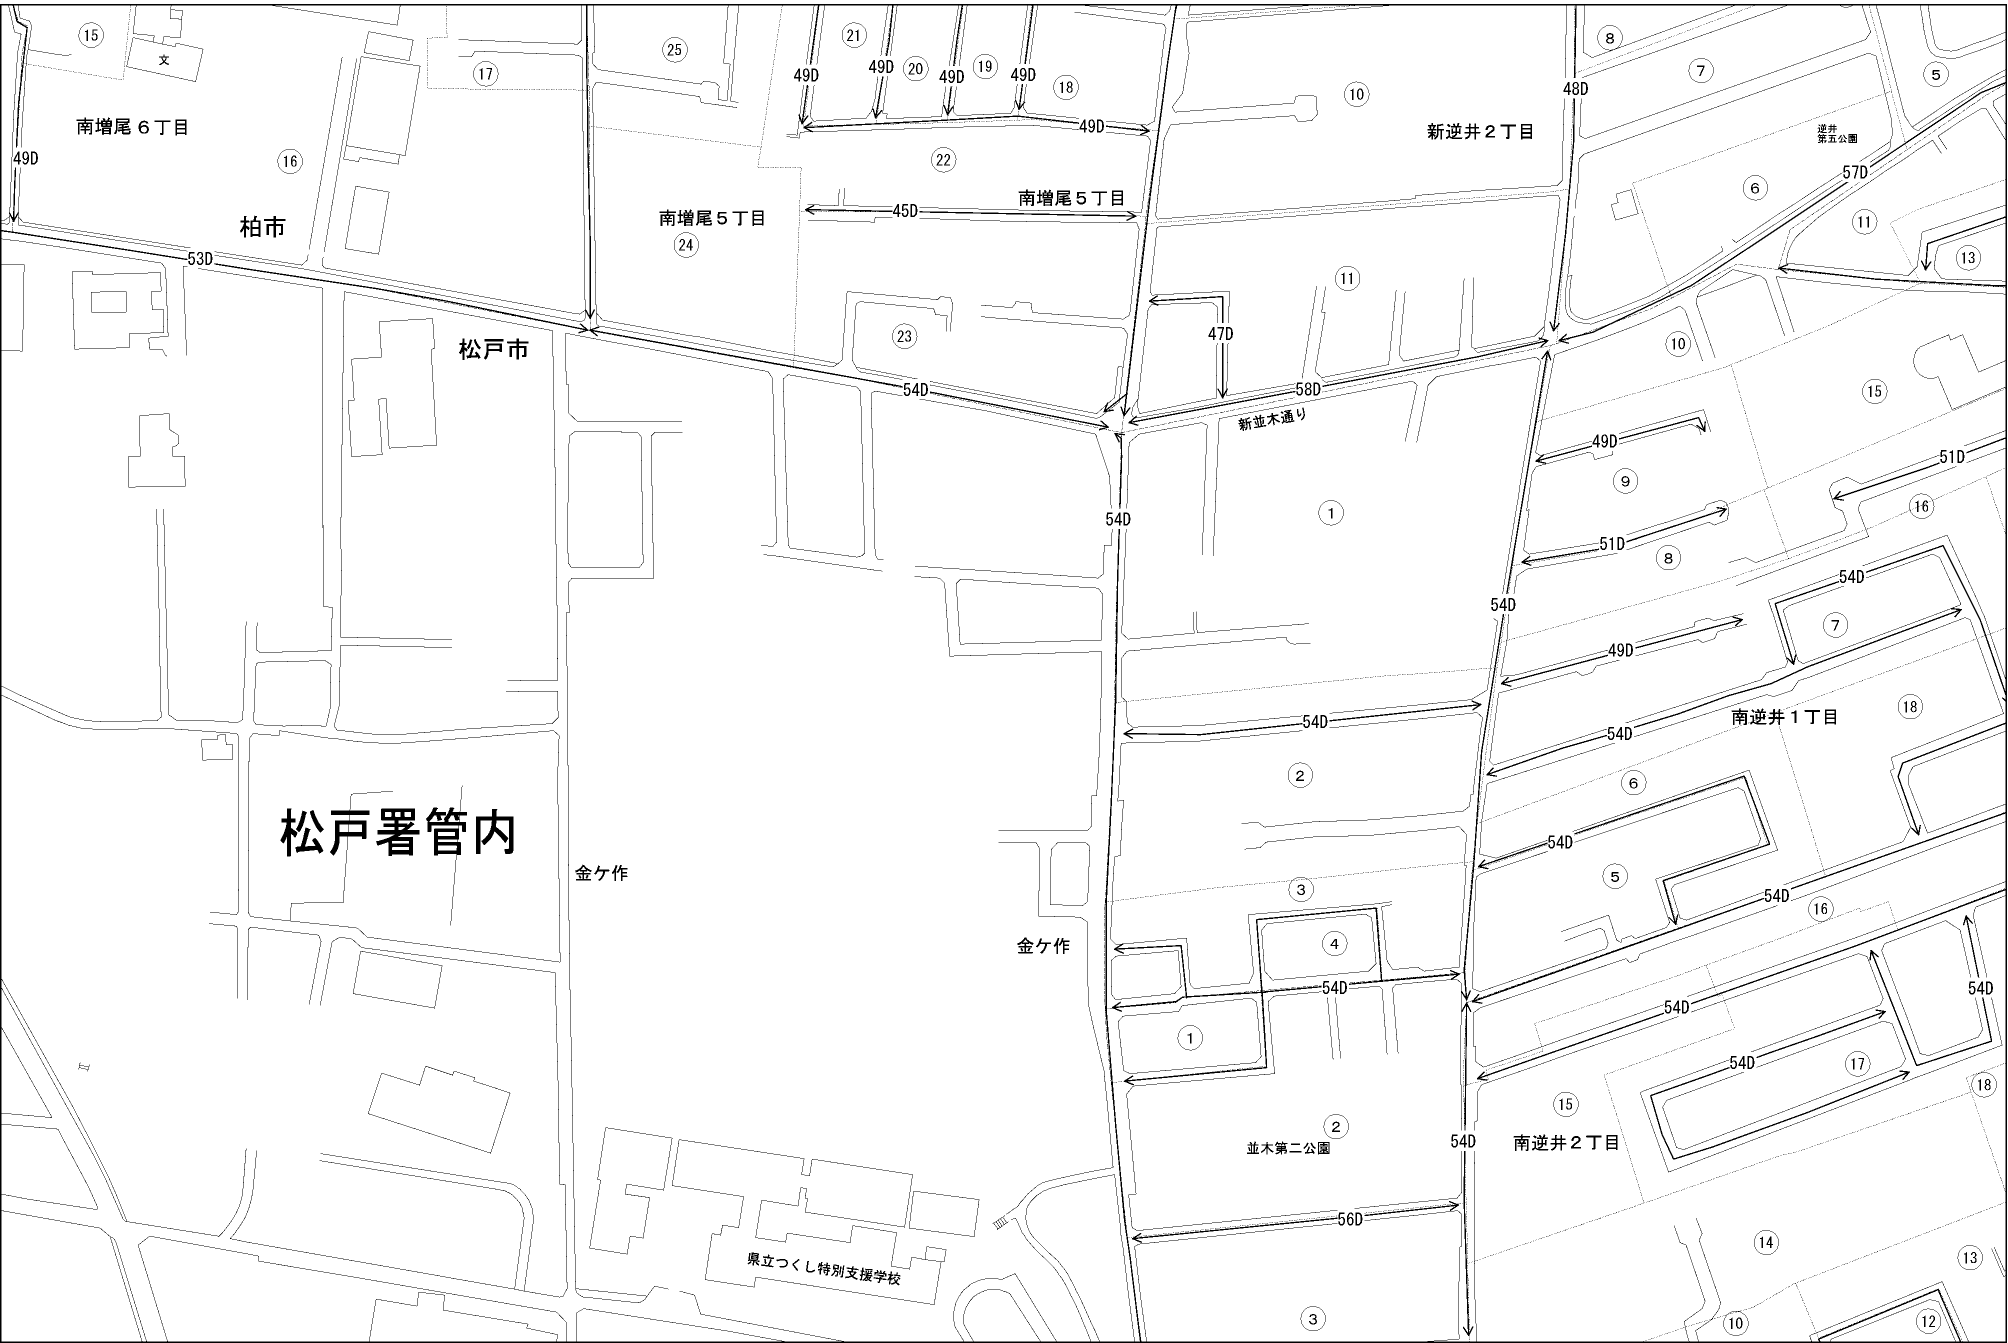 15
文
17
25
21
20
19
18
10
8
7
5
49D
49D
49D
49D
48D
南増尾６丁目
49D
新逆井２丁目
逆井
第五公園
49D
16
22
57D
6
南増尾５丁目
南増尾５丁目
45D
柏市
24
11
53D
11
13
23
47D
松戸市
10
54D
58D
新並木通り
15
49D
51D
9
16
1
54D
51D
8
54D
54D
7
49D
54D
54D
南逆井１丁目
18
2
6
松戸署管内
54D
金ケ作
5
3
54D
16
金ケ作
4
54D
54D
54D
1
54D
17
18
15
2
並木第二公園
54D
南逆井２丁目
56D
14
13
県立つくし特別支援学校
3
10
12